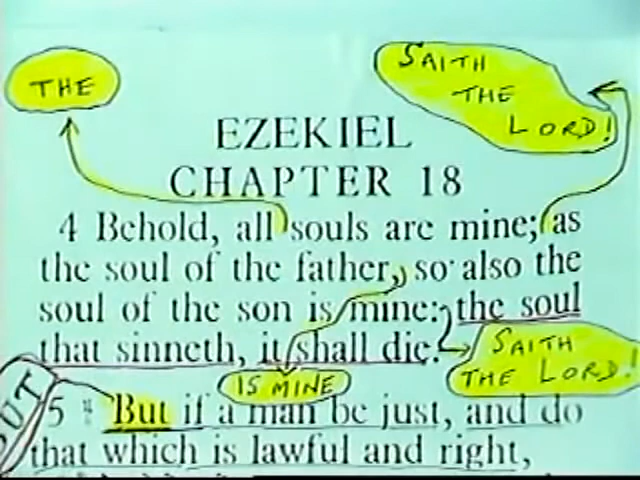 THE
SAITH
THE
LORD!
EZEKIEL
CHAPTER 18
4 Behold, all souls are mine; as
the soul of the father, so also the
soul of the son is mine: the soul
that sinneth, it shall die.
SAITH
THE LORD!
IS MINE
BUT
5 ¶ But if a man be just, and do
that which is lawful and right,